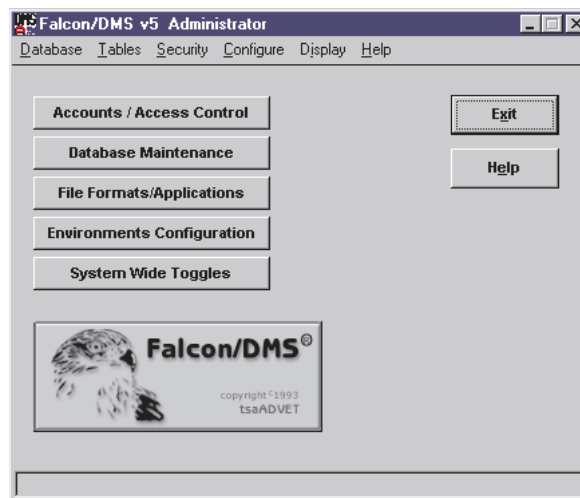 Falcon/DMS v5 Administrator
Database Tables Security Configure Display Help
Accounts / Access Control
Exit
Database Maintenance
Help
File Formats/Applications
Environments Configuration
System Wide Toggles
Falcon/DMS®
copyright ©1993
tsaADVET